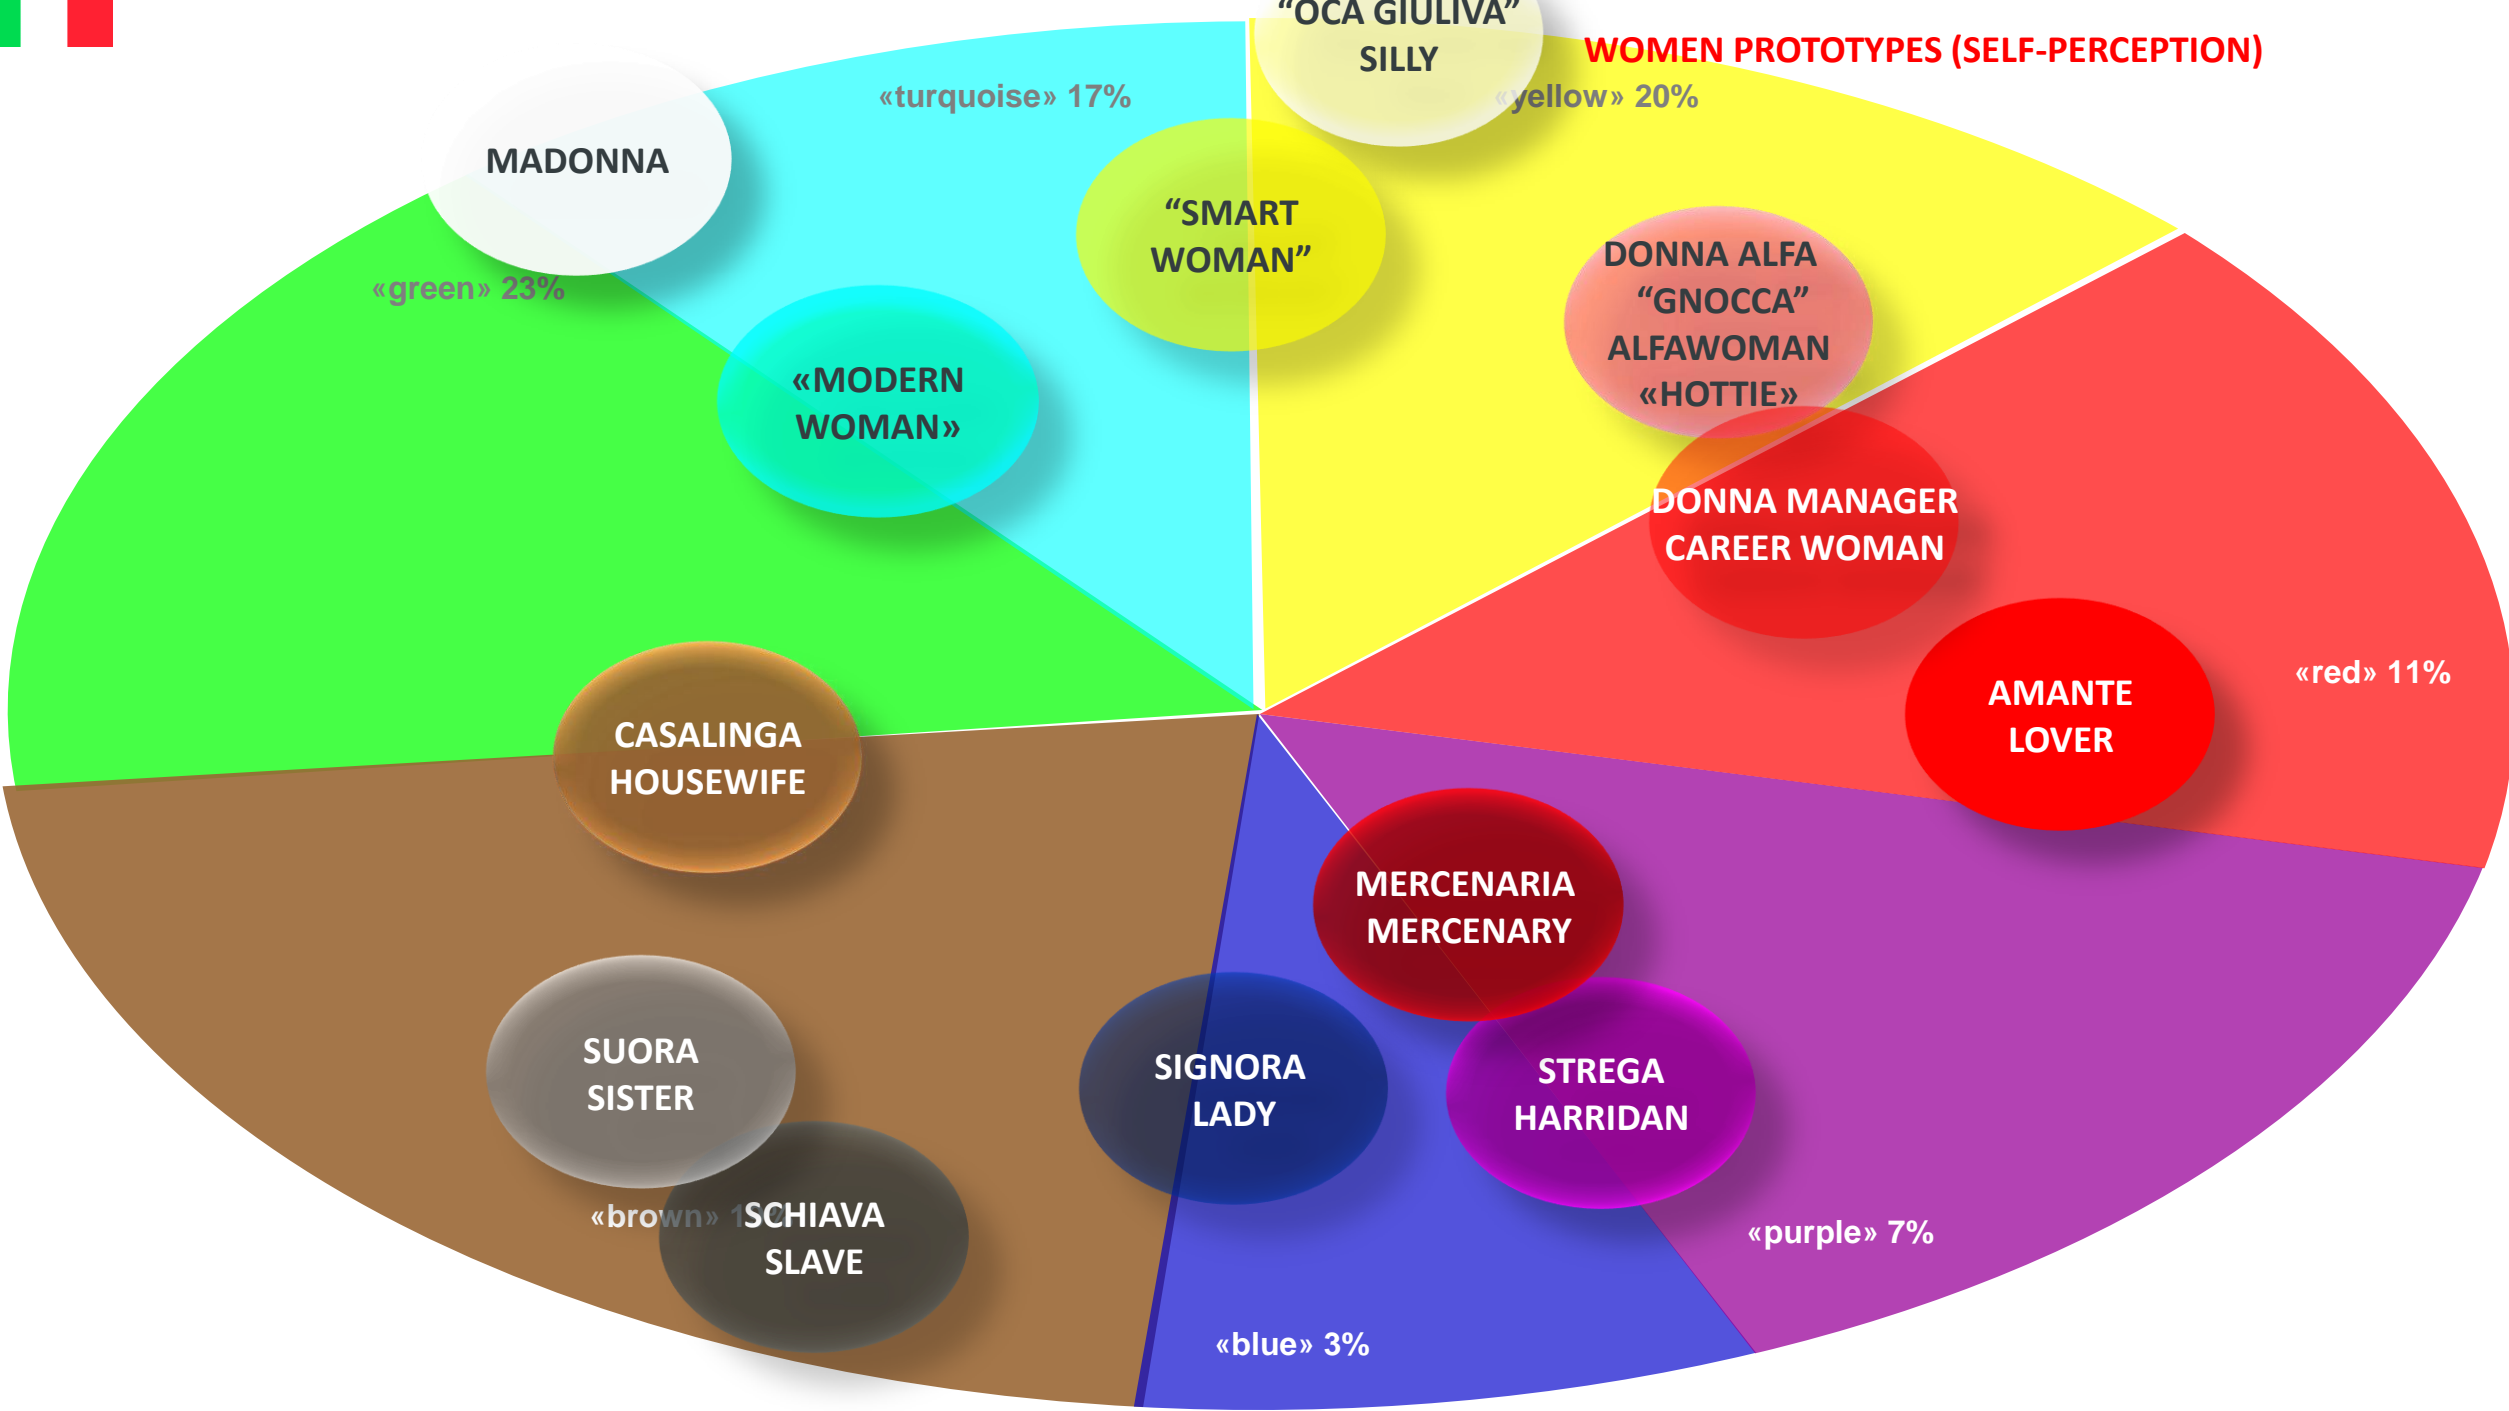 “OCA GIULIVA”
SILLY
WOMEN PROTOTYPES (SELF-PERCEPTION)
«turquoise» 17%
«yellow» 20%
MADONNA
“SMART
WOMAN”
DONNA ALFA
“GNOCCA”
ALFAWOMAN
«HOTTIE»
«green» 23%
«MODERN
WOMAN»
DONNA MANAGER
CAREER WOMAN
«red» 11%
AMANTE
LOVER
CASALINGA
HOUSEWIFE
MERCENARIA
MERCENARY
SUORA
SISTER
SIGNORA
LADY
STREGA
HARRIDAN
«brown»
SCHIAVA
SLAVE
«purple» 7%
«blue» 3%